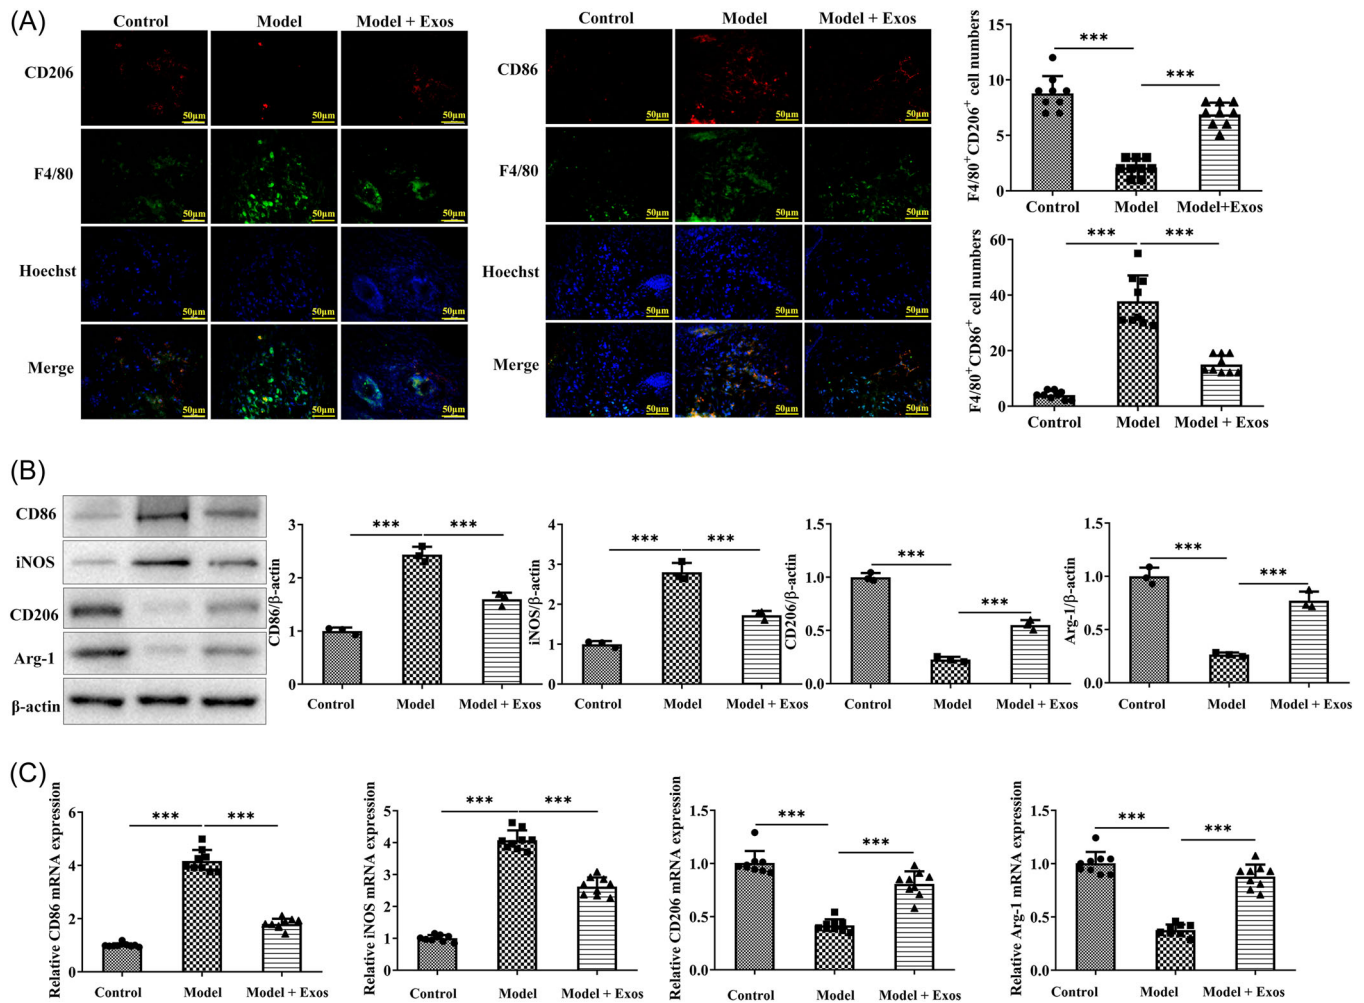 (A)
Control Model Model + Exos
CD206
50μm 50μm 50μm
F4/80
50μm 50μm 50μm
Hoechst
50μm 50μm 50μm
Merge
50μm 50μm 50μm
Control Model Model + Exos
CD86
50μm 50μm 50μm
F4/80
50μm 50μm 50μm
Hoechst
50μm 50μm 50μm
Merge
50μm 50μm 50μm
F4/80+CD206+ cell numbers
15
10
5
0
*** ***
Control Model Model+Exos
F4/80+CD86+ cell numbers
60
40
20
0
*** ***
Control Model Model + Exos
(B)
CD86
iNOS
CD206
Arg-1
β-actin
CD86/β-actin
3
2
1
0
*** ***
Control Model Model + Exos
iNOS/β-actin
4
3
2
1
0
*** ***
Control Model Model + Exos
CD206/β-actin
1.5
1.0
0.5
0.0
*** ***
Control Model Model + Exos
Arg-1/β-actin
1.5
1.0
0.5
0.0
*** ***
Control Model Model + Exos
(C)
Relative CD86 mRNA expression
6
4
2
0
*** ***
Control Model Model + Exos
Relative iNOS mRNA expression
5
4
3
2
1
0
*** ***
Control Model Model + Exos
Relative CD206 mRNA expression
1.5
1.0
0.5
0.0
*** ***
Control Model Model + Exos
Relative Arg-1 mRNA expression
1.5
1.0
0.5
0.0
*** ***
Control Model Model + Exos